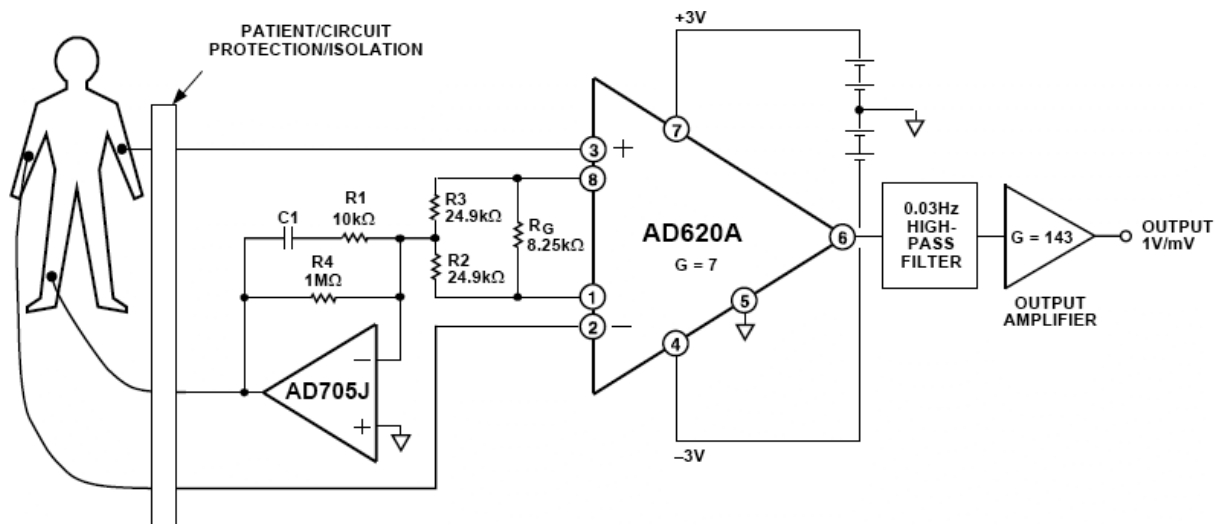 PATIENT/CIRCUIT
PROTECTION/ISOLATION
+3V
3
+
7
8
R1
10kΩ
C1
R3
24.9kΩ
RG
8.25kΩ
R4
1MΩ
R2
24.9kΩ
AD620A
G = 7
6
0.03Hz
HIGH-
PASS
FILTER
G = 143
OUTPUT
1V/mV
OUTPUT
AMPLIFIER
1
5
2
–
4
–
AD705J
+
–3V